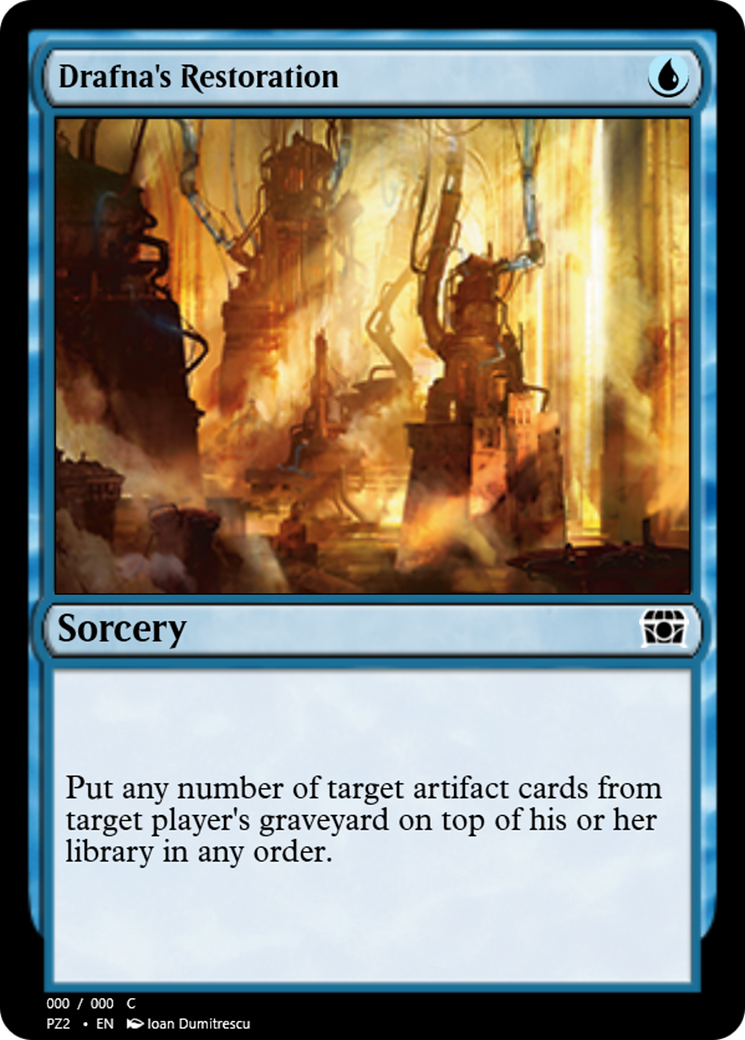 Drafna's Restoration
Sorcery
Put any number of target artifact cards from
target player's graveyard on top of his or her
library in any order.
000 / 000 C
PZ2 • EN Ioan Dumitrescu